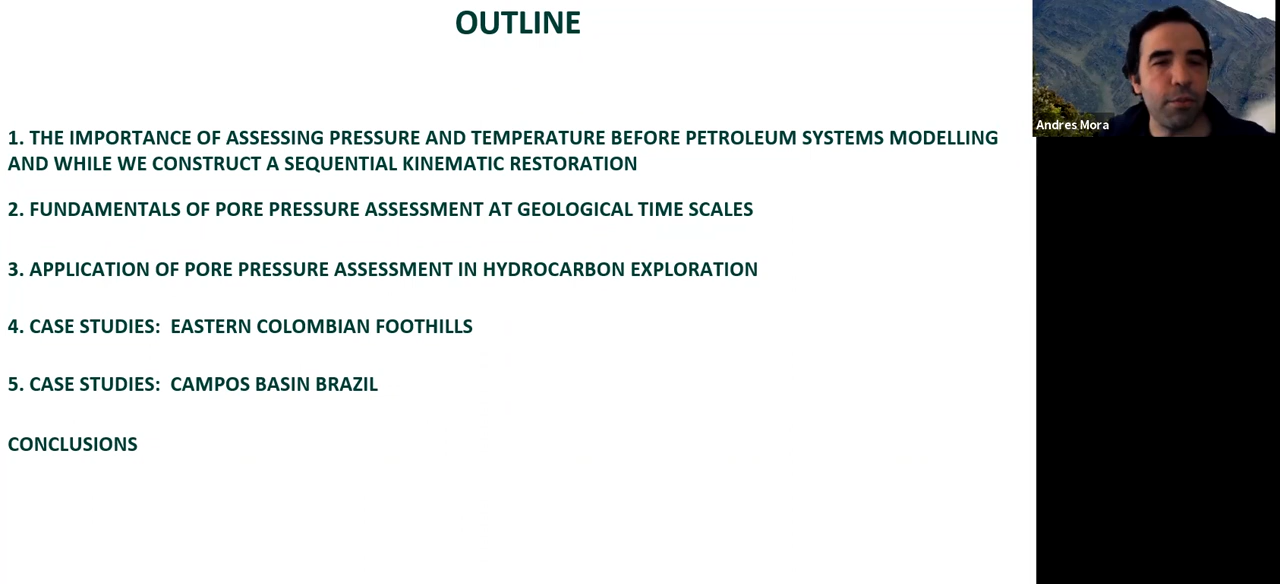 OUTLINE
1. THE IMPORTANCE OF ASSESSING PRESSURE AND TEMPERATURE BEFORE PETROLEUM SYSTEMS MODELLING
AND WHILE WE CONSTRUCT A SEQUENTIAL KINEMATIC RESTORATION
2. FUNDAMENTALS OF PORE PRESSURE ASSESSMENT AT GEOLOGICAL TIME SCALES
3. APPLICATION OF PORE PRESSURE ASSESSMENT IN HYDROCARBON EXPLORATION
4. CASE STUDIES:  EASTERN COLOMBIAN FOOTHILLS
5. CASE STUDIES:  CAMPOS BASIN BRAZIL
CONCLUSIONS
Andres Mora